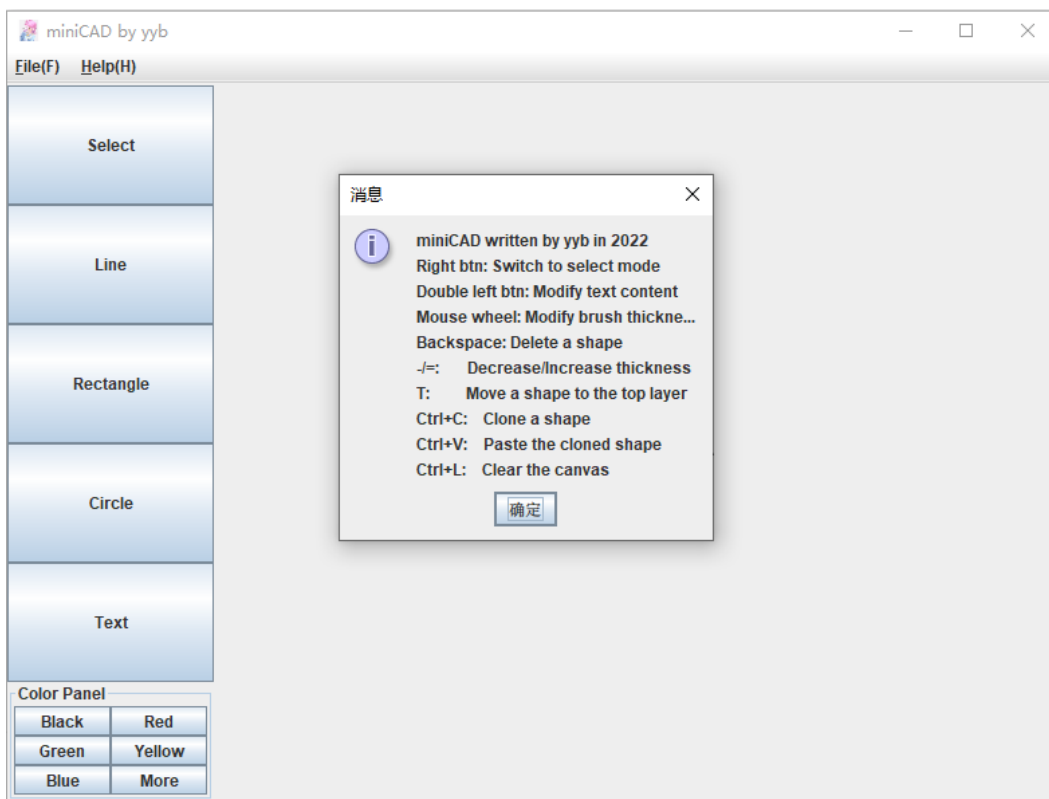 miniCAD by yyb
File(F) Help(H)
Select
Line
Rectangle
Circle
Text
Color Panel
Black Red
Green Yellow
Blue More
消息
miniCAD written by yyb in 2022
Right btn: Switch to select mode
Double left btn: Modify text content
Mouse wheel: Modify brush thickne...
Backspace: Delete a shape
-/=: Decrease/Increase thickness
T: Move a shape to the top layer
Ctrl+C: Clone a shape
Ctrl+V: Paste the cloned shape
Ctrl+L: Clear the canvas
确定